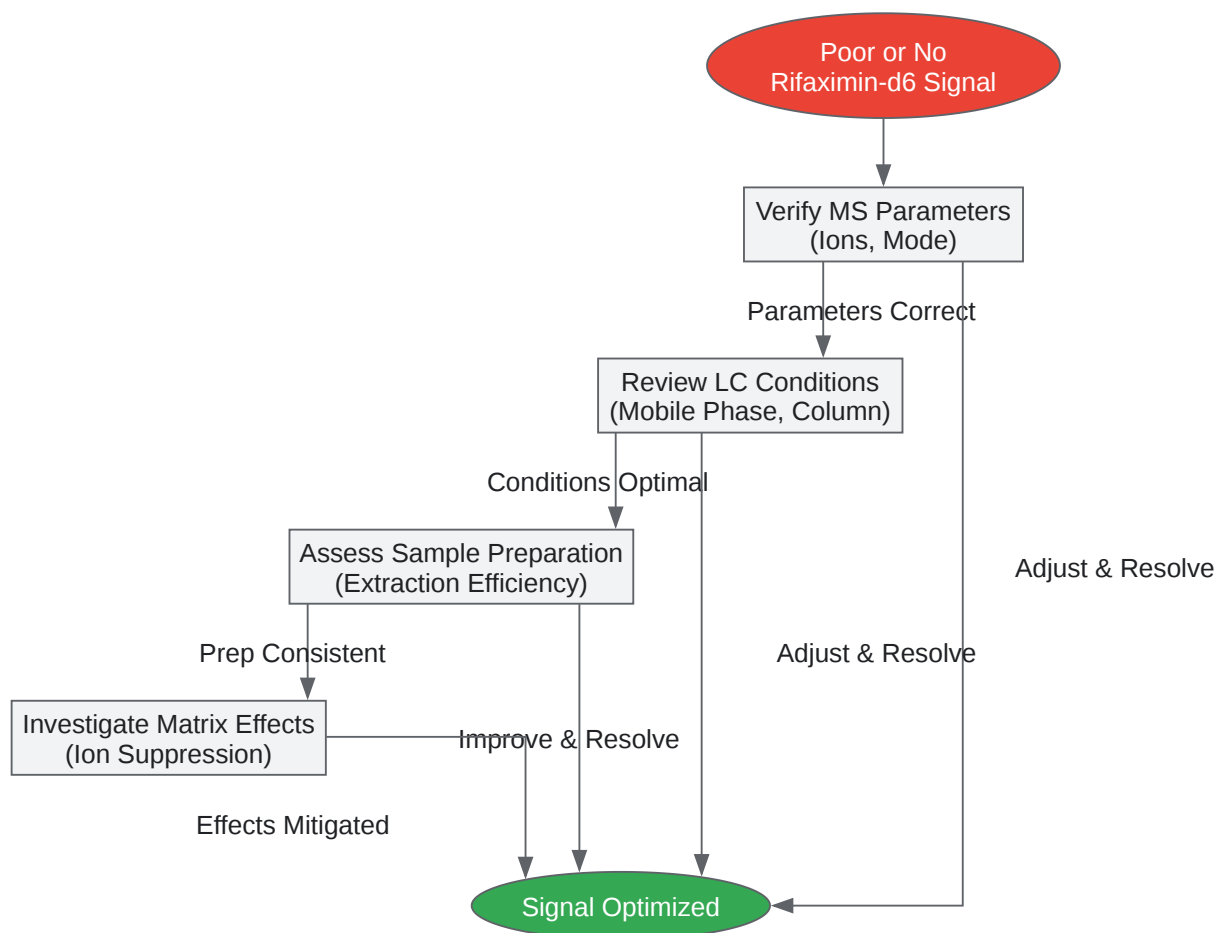 Poor or No
Rifaximin-d6 Signal
Verify MS Parameters
(Ions, Mode)
Parameters Correct
Review LC Conditions
(Mobile Phase, Column)
Conditions Optimal
Assess Sample Preparation
(Extraction Efficiency)
Adjust & Resolve
Prep Consistent
Adjust & Resolve
Investigate Matrix Effects
(Ion Suppression)
Improve & Resolve
Effects Mitigated
Signal Optimized